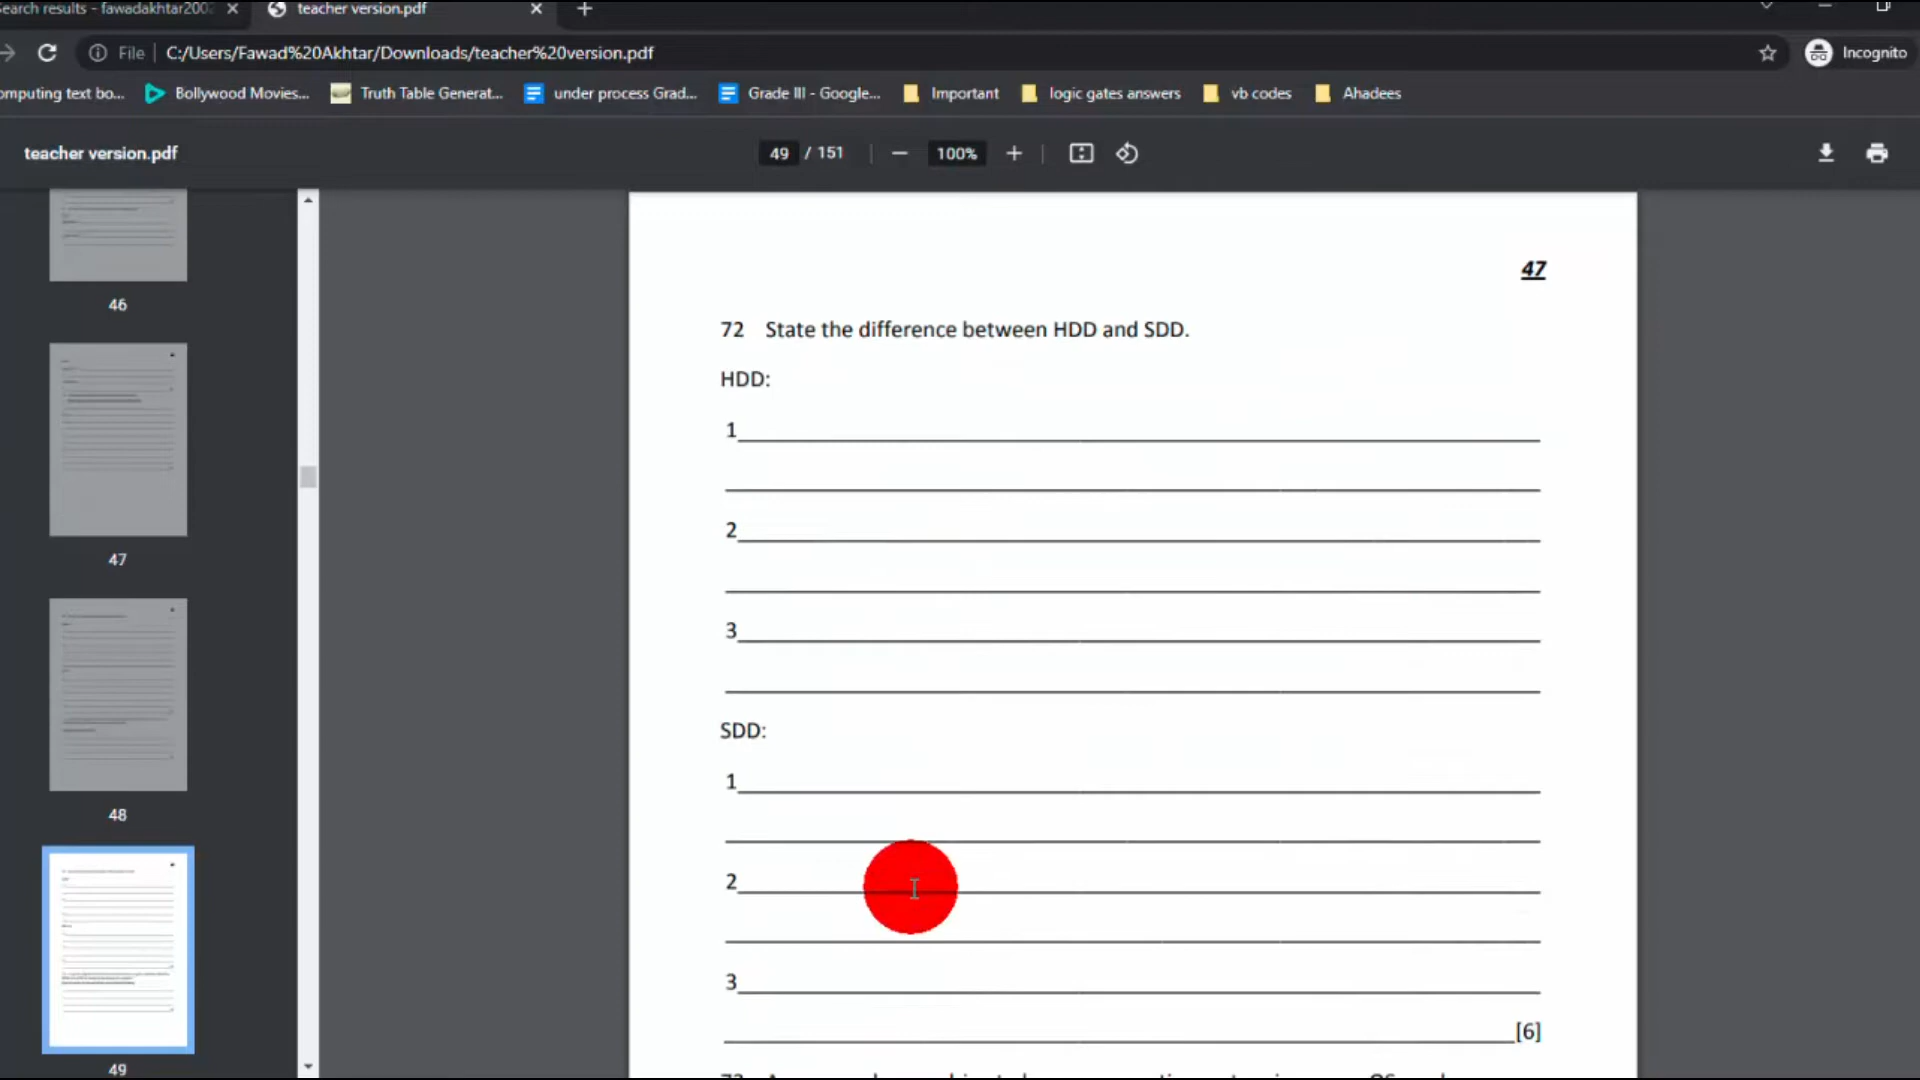 Search results - fawadakhtar200
teacher version.pdf
File
C:/Users/Fawad%20Akhtar/Downloads/teacher%20version.pdf
Incognito
omputing text bo...
Bollywood Movies...
Truth Table Generat...
under process Grad...
Grade III - Google...
Important
logic gates answers
vb codes
Ahadees
teacher version.pdf
49 / 151
100%
46
47
48
49
47
72 State the difference between HDD and SDD.
HDD:
1
2
3
SDD:
1
2
3
[6]